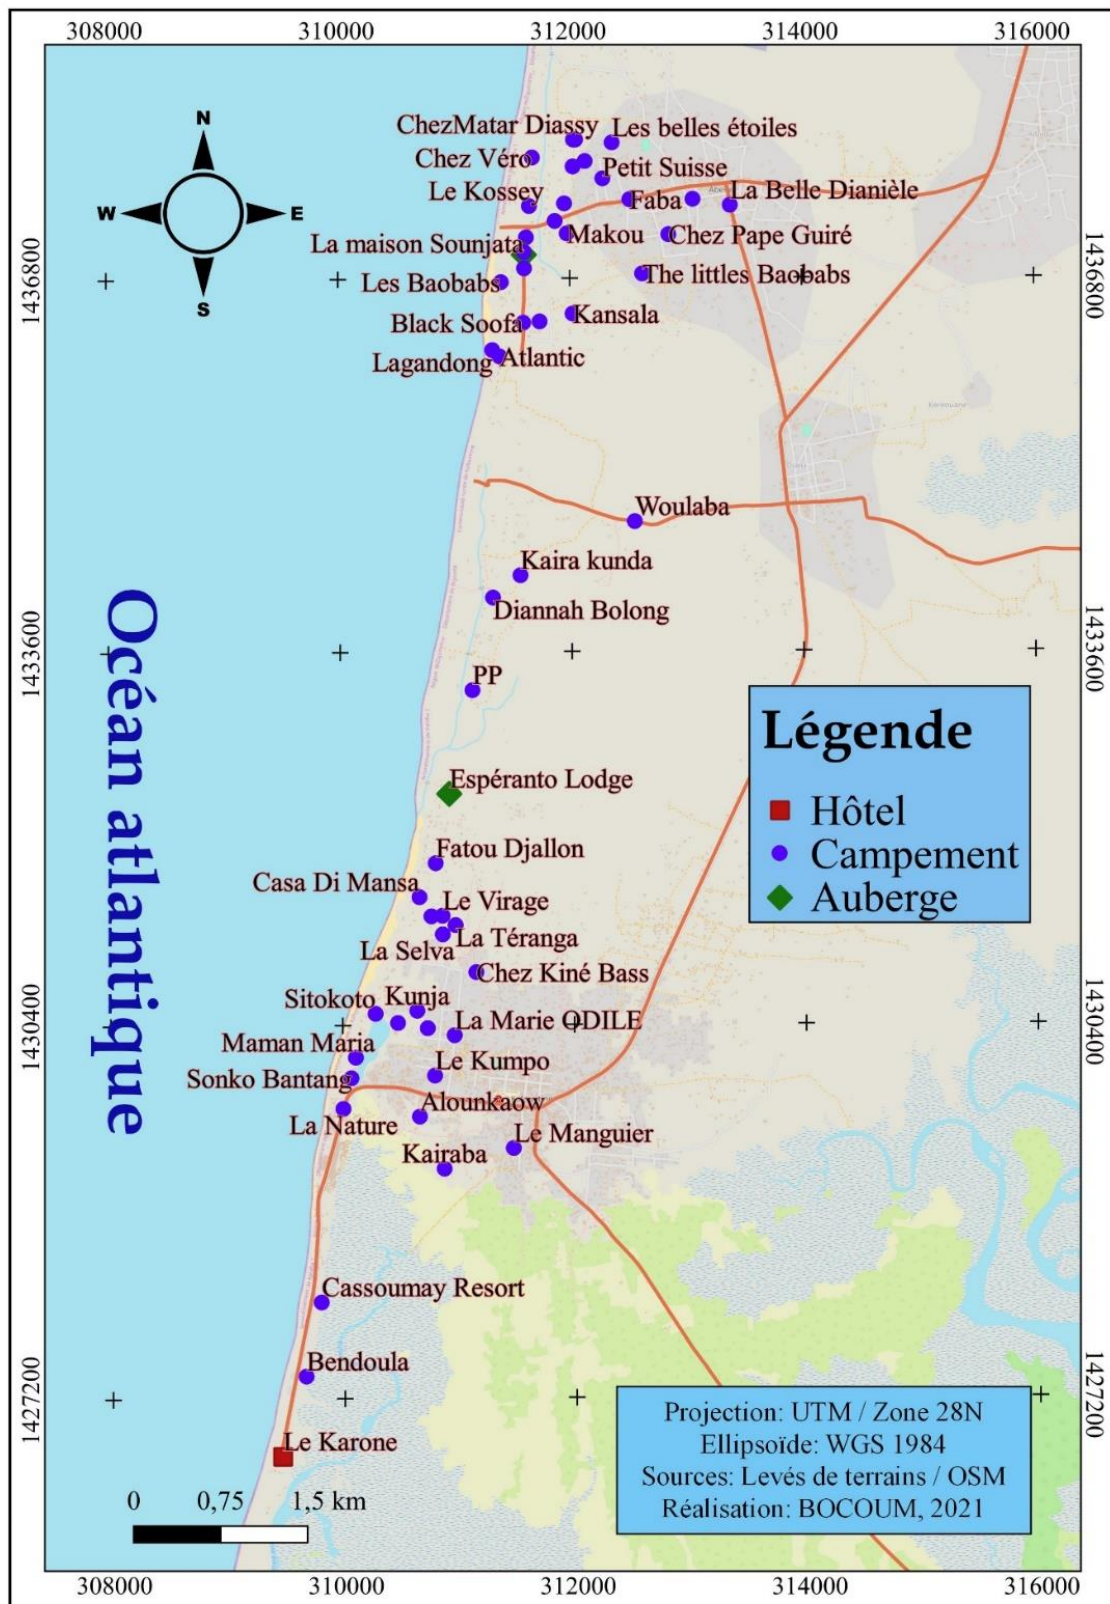 308000 310000 312000 314000 316000
N
W E
S
ChezMatar Diassy
Les belles étoiles
Chez Véro
Petit Suisse
Le Kossey
Faba
La Belle Dianièle
Makou
Chez Pape Guiré
La maison Sounjata
The littles Baobabs
Les Baobabs
Kansala
Black Soofa
Lagandong
Atlantic
1436800
1436800
Woulaba
Kaira kunda
Diannah Bolong
1433600
1433600
PP
Océan atlantique
Légende
Hôtel
Campement
Auberge
Espéranto Lodge
Fatou Djallon
Casa Di Mansa
Le Virage
La Téranga
La Selva
Chez Kiné Bass
Sitokoto
Kunja
La Marie ODILE
Maman Maria
Le Kumpo
Sonko Bantang
Alounkaow
La Nature
Le Manguier
Kairaba
1430400
1430400
Cassoumay Resort
Bendoula
Le Karone
1427200
1427200
0 0,75 1,5 km
Projection: UTM / Zone 28N
Ellipsoïde: WGS 1984
Sources: Levés de terrains / OSM
Réalisation: BOCOUM, 2021
308000 310000 312000 314000 316000